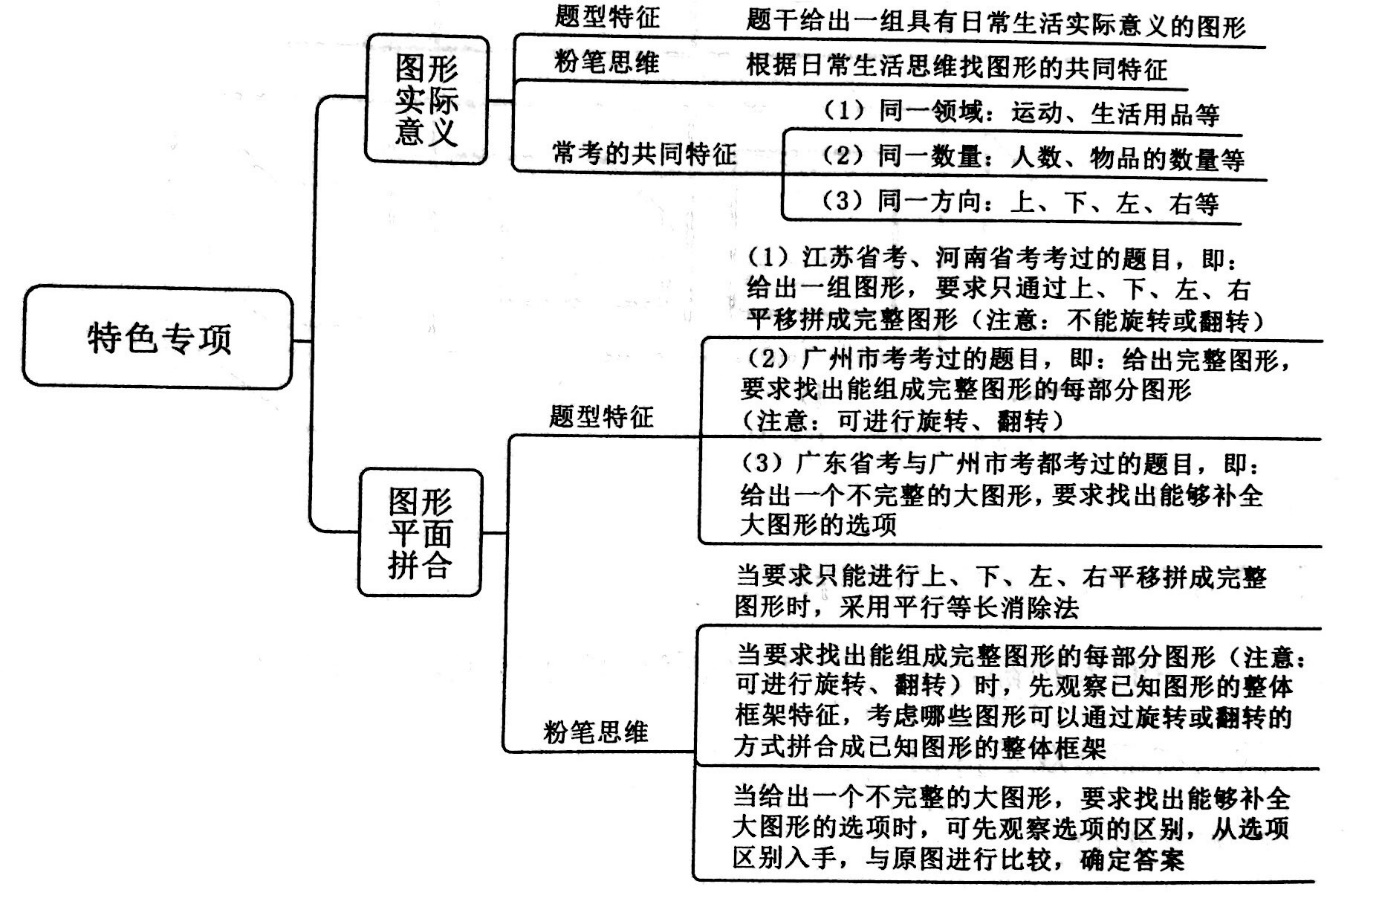 特色专项
图形
实际
意义
题型特征
题干给出一组具有日常生活实际意义的图形
粉笔思维
根据日常生活思维找图形的共同特征
常考的共同特征
（1）同一领域：运动、生活用品等
（2）同一数量：人数、物品的数量等
（3）同一方向：上、下、左、右等
图形
平面
拼合
题型特征
（1）江苏省考、河南省考考过的题目，即：
给出一组图形，要求只通过上、下、左、右
平移拼成完整图形（注意：不能旋转或翻转）
（2）广州市考考过的题目，即：给出完整图形，
要求找出能组成完整图形的每部分图形
（注意：可进行旋转、翻转）
（3）广东省考与广州市考都考过的题目，即：
给出一个不完整的大图形，要求找出能够补全
大图形的选项
粉笔思维
当要求只能进行上、下、左、右平移拼成完整
图形时，采用平行等长消除法
当要求找出能组成完整图形的每部分图形（注意：
可进行旋转、翻转）时，先观察已知图形的整体
框架特征，考虑哪些图形可以通过旋转或翻转的
方式拼合成已知图形的整体框架
当给出一个不完整的大图形，要求找出能够补全
大图形的选项时，可先观察选项的区别，从选项
区别入手，与原图进行比较，确定答案